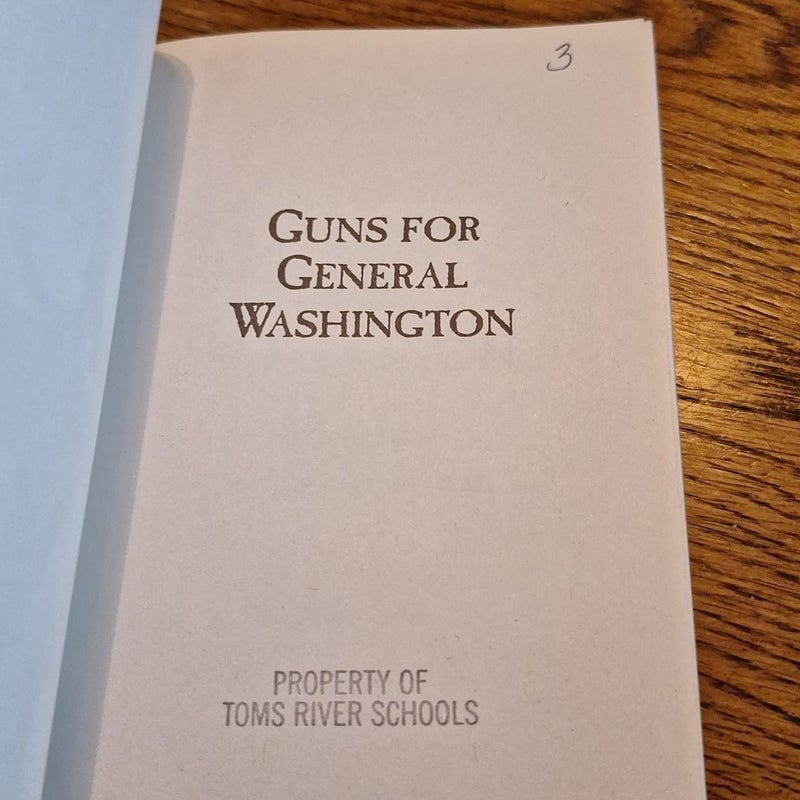 3
GUNS FOR
GENERAL
WASHINGTON
PROPERTY OF
TOMS RIVER SCHOOLS